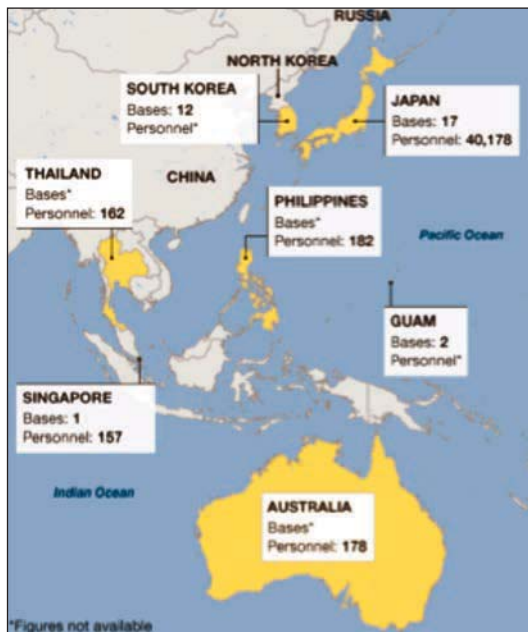 RUSSIA
NORTH KOREA
SOUTH KOREA
Bases: 12
Personnel*
JAPAN
Bases: 17
Personnel: 40,178
THAILAND
Bases*
Personnel: 162
CHINA
PHILIPPINES
Bases*
Personnel: 182
Pacific Ocean
GUAM
Bases: 2
Personnel*
SINGAPORE
Bases: 1
Personnel: 157
Indian Ocean
AUSTRALIA
Bases*
Personnel: 178
*Figures not available